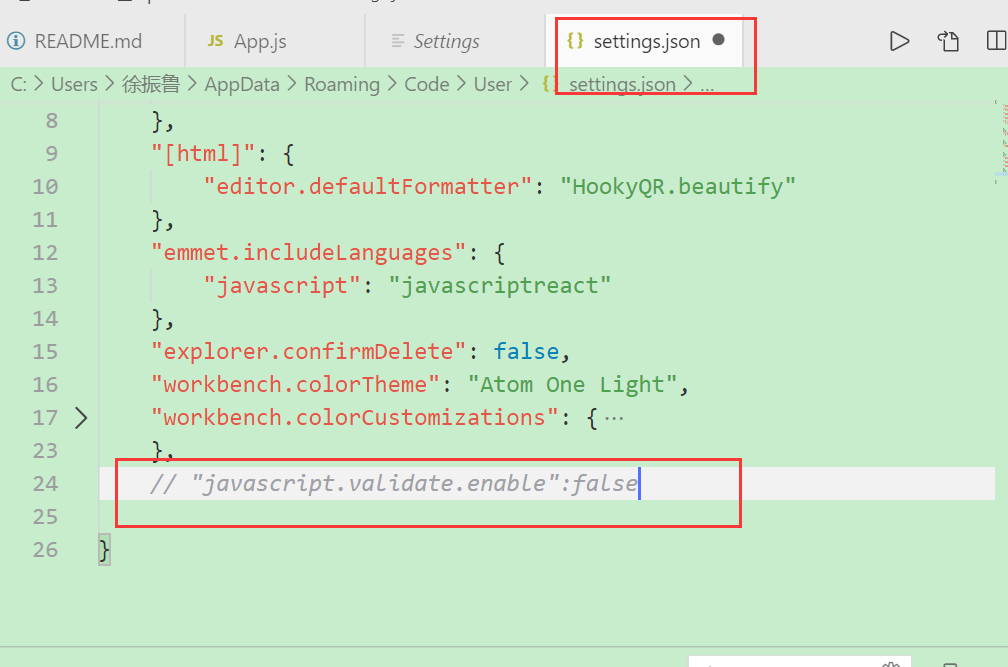 README.md JS App.js Settings {} settings.json
C: > Users > 徐振鲁 > AppData > Roaming > Code > User > {} settings.json > ...
8 },
9 "[html]": {
10 "editor.defaultFormatter": "HookyQR.beautify"
11 },
12 "emmet.includeLanguages": {
13 "javascript": "javascriptreact"
14 },
15 "explorer.confirmDelete": false,
16 "workbench.colorTheme": "Atom One Light",
17 "workbench.colorCustomizations": {···
23 },
24 // "javascript.validate.enable":false
25
26 }